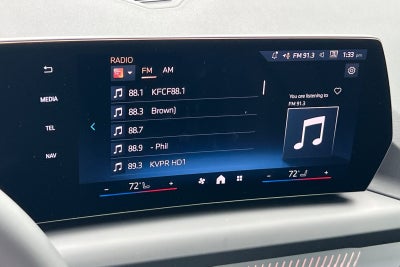 RADIO
FM 91.3 1:33 pm
FM AM
MEDIA
TEL
NAV
88.1 KFCF88.1
88.3 Brown)
88.7
88.9 - Phil
89.3 KVPR HD1
You are listening to
FM 91.3
- 72° +
- 72° +